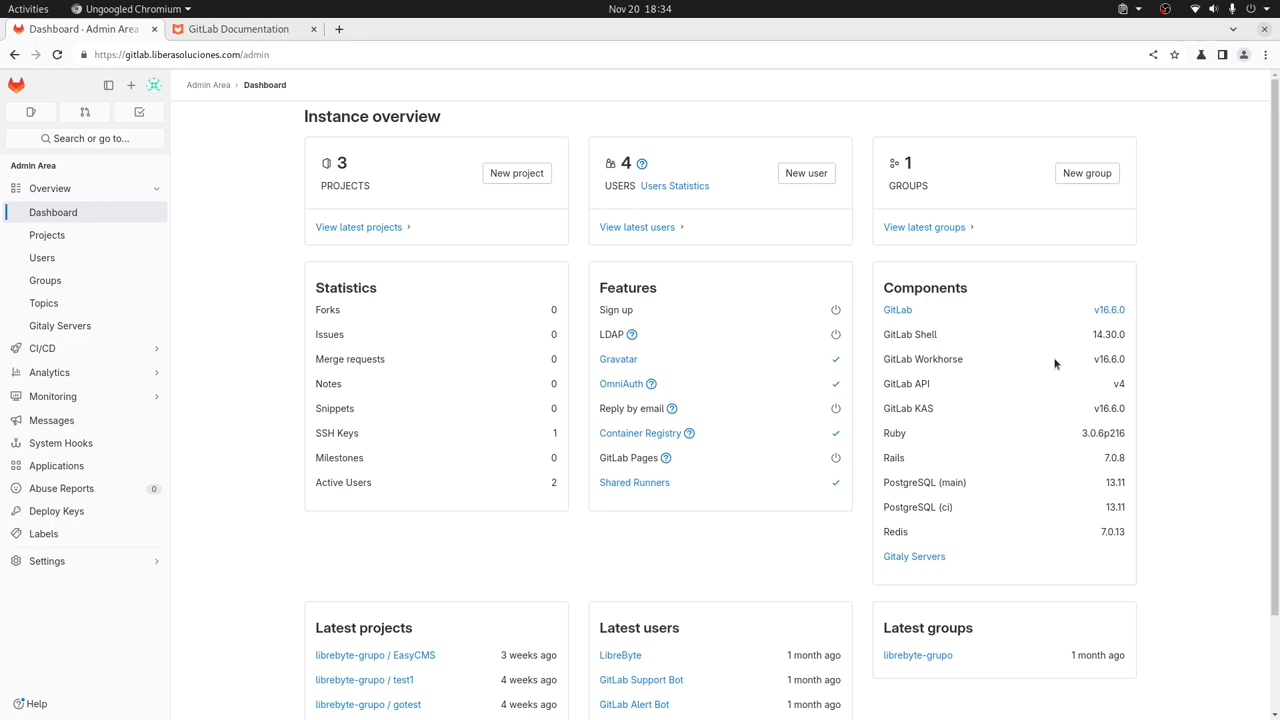 Activities Ungoogled Chromium Nov 20 18:34
Dashboard · Admin Area GitLab Documentation
https://gitlab.liberasoluciones.com/admin
Admin Area › Dashboard
Search or go to...
Admin Area
Overview
Dashboard
Projects
Users
Groups
Topics
Gitaly Servers
CI/CD
Analytics
Monitoring
Messages
System Hooks
Applications
Abuse Reports 0
Deploy Keys
Labels
Settings
Help
Instance overview
3 New project
PROJECTS
View latest projects
4 New user
USERS Users Statistics
View latest users
1 New group
GROUPS
View latest groups
Statistics
Forks 0
Issues 0
Merge requests 0
Notes 0
Snippets 0
SSH Keys 1
Milestones 0
Active Users 2
Features
Sign up
LDAP
Gravatar
OmniAuth
Reply by email
Container Registry
GitLab Pages
Shared Runners
Components
GitLab v16.6.0
GitLab Shell 14.30.0
GitLab Workhorse v16.6.0
GitLab API v4
GitLab KAS v16.6.0
Ruby 3.0.6p216
Rails 7.0.8
PostgreSQL (main) 13.11
PostgreSQL (ci) 13.11
Redis 7.0.13
Gitaly Servers
Latest projects
librebyte-grupo / EasyCMS 3 weeks ago
librebyte-grupo / test1 4 weeks ago
librebyte-grupo / gotest 4 weeks ago
Latest users
LibreByte 1 month ago
GitLab Support Bot 1 month ago
GitLab Alert Bot 1 month ago
Latest groups
librebyte-grupo 1 month ago